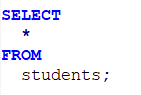 SELECT
  *
FROM
  students;